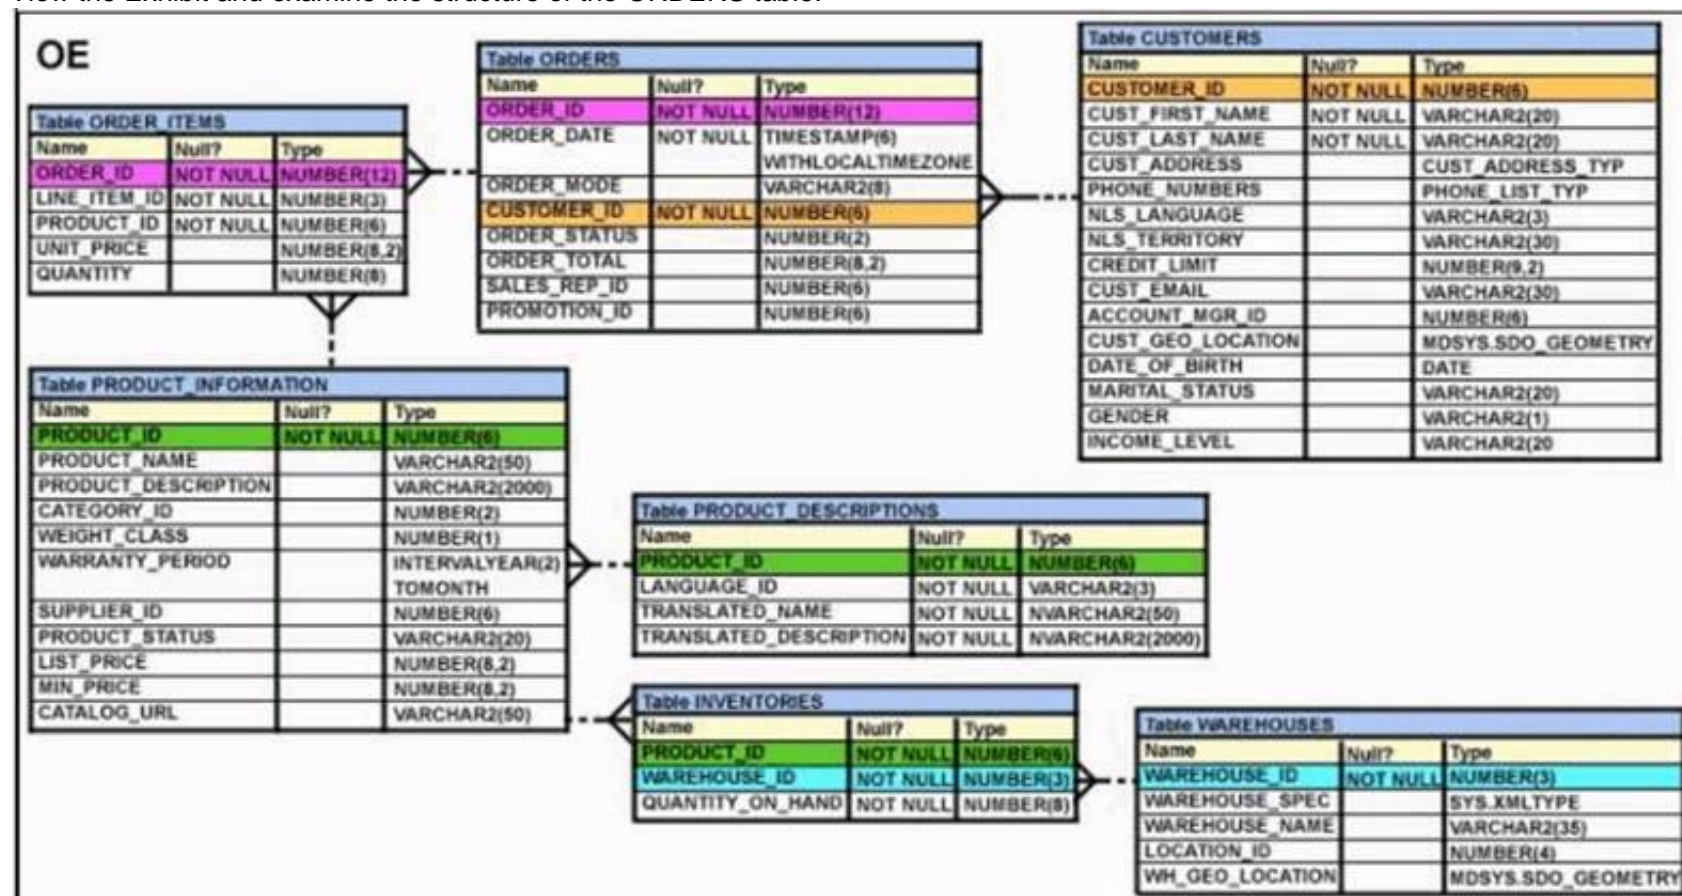 View the Exhibit and examine the structure of the ORDERS table.
OE
Table ORDER_ITEMS
Name Null? Type
ORDER_ID NOT NULL NUMBER(12)
LINE_ITEM_ID NOT NULL NUMBER(3)
PRODUCT_ID NOT NULL NUMBER(6)
UNIT_PRICE NUMBER(8,2)
QUANTITY NUMBER(8)
Table ORDERS
Name Null? Type
ORDER_ID NOT NULL NUMBER(12)
ORDER_DATE NOT NULL TIMESTAMP(6)
WITHLOCALTIMEZONE
ORDER_MODE VARCHAR2(8)
CUSTOMER_ID NOT NULL NUMBER(6)
ORDER_STATUS NUMBER(2)
ORDER_TOTAL NUMBER(8,2)
SALES_REP_ID NUMBER(6)
PROMOTION_ID NUMBER(6)
Table CUSTOMERS
Name Null? Type
CUSTOMER_ID NOT NULL NUMBER(6)
CUST_FIRST_NAME NOT NULL VARCHAR2(20)
CUST_LAST_NAME NOT NULL VARCHAR2(20)
CUST_ADDRESS CUST_ADDRESS_TYP
PHONE_NUMBERS PHONE_LIST_TYP
NLS_LANGUAGE VARCHAR2(3)
NLS_TERRITORY VARCHAR2(30)
CREDIT_LIMIT NUMBER(9,2)
CUST_EMAIL VARCHAR2(30)
ACCOUNT_MGR_ID NUMBER(6)
CUST_GEO_LOCATION MDSYS.SDO_GEOMETRY
DATE_OF_BIRTH DATE
MARITAL_STATUS VARCHAR2(20)
GENDER VARCHAR2(1)
INCOME_LEVEL VARCHAR2(20
Table PRODUCT_INFORMATION
Name Null? Type
PRODUCT_ID NOT NULL NUMBER(6)
PRODUCT_NAME VARCHAR2(50)
PRODUCT_DESCRIPTION VARCHAR2(2000)
CATEGORY_ID NUMBER(2)
WEIGHT_CLASS NUMBER(1)
WARRANTY_PERIOD INTERVALYEAR(2)
TOMONTH
SUPPLIER_ID NUMBER(6)
PRODUCT_STATUS VARCHAR2(20)
LIST_PRICE NUMBER(8,2)
MIN_PRICE NUMBER(8,2)
CATALOG_URL VARCHAR2(50)
Table PRODUCT_DESCRIPTIONS
Name Null? Type
PRODUCT_ID NOT NULL NUMBER(6)
LANGUAGE_ID NOT NULL VARCHAR2(3)
TRANSLATED_NAME NOT NULL NVARCHAR2(50)
TRANSLATED_DESCRIPTION NOT NULL NVARCHAR2(2000)
Table INVENTORIES
Name Null? Type
PRODUCT_ID NOT NULL NUMBER(6)
WAREHOUSE_ID NOT NULL NUMBER(3)
QUANTITY_ON_HAND NOT NULL NUMBER(8)
Table WAREHOUSES
Name Null? Type
WAREHOUSE_ID NOT NULL NUMBER(3)
WAREHOUSE_SPEC SYS.XMLTYPE
WAREHOUSE_NAME VARCHAR2(35)
LOCATION_ID NUMBER(4)
WH_GEO_LOCATION MDSYS.SDO_GEOMETRY